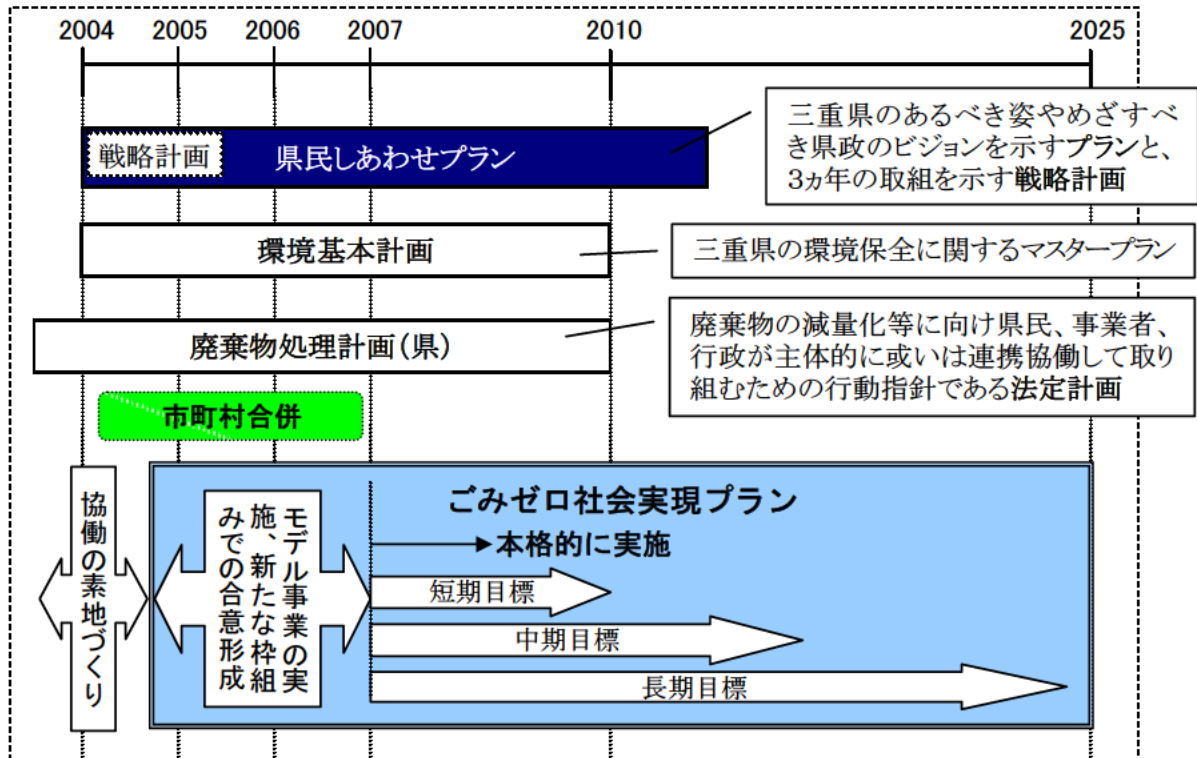 2004 2005 2006 2007 2010 2025
戦略計画
県民しあわせプラン
三重県のあるべき姿やめざすべ
き県政のビジョンを示すプランと、
3ヵ年の取組を示す戦略計画
環境基本計画
三重県の環境保全に関するマスタープラン
廃棄物処理計画(県)
廃棄物の減量化等に向け県民、事業者、
行政が主体的に或いは連携協働して取り
組むための行動指針である法定計画
市町村合併
協働の素地づくり
モデル事業の実
施、新たな枠組
みでの合意形成
ごみゼロ社会実現プラン
本格的に実施
短期目標
中期目標
長期目標